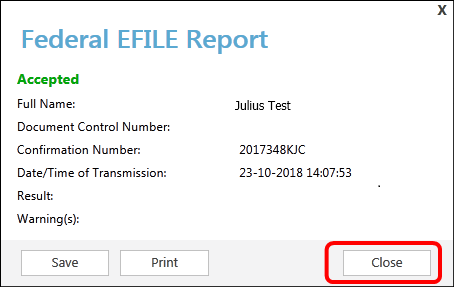 X
Federal EFILE Report
Accepted
Full Name: Julius Test
Document Control Number:
Confirmation Number: 2017348KJC
Date/Time of Transmission: 23-10-2018 14:07:53
Result:
Warning(s):
Save Print Close